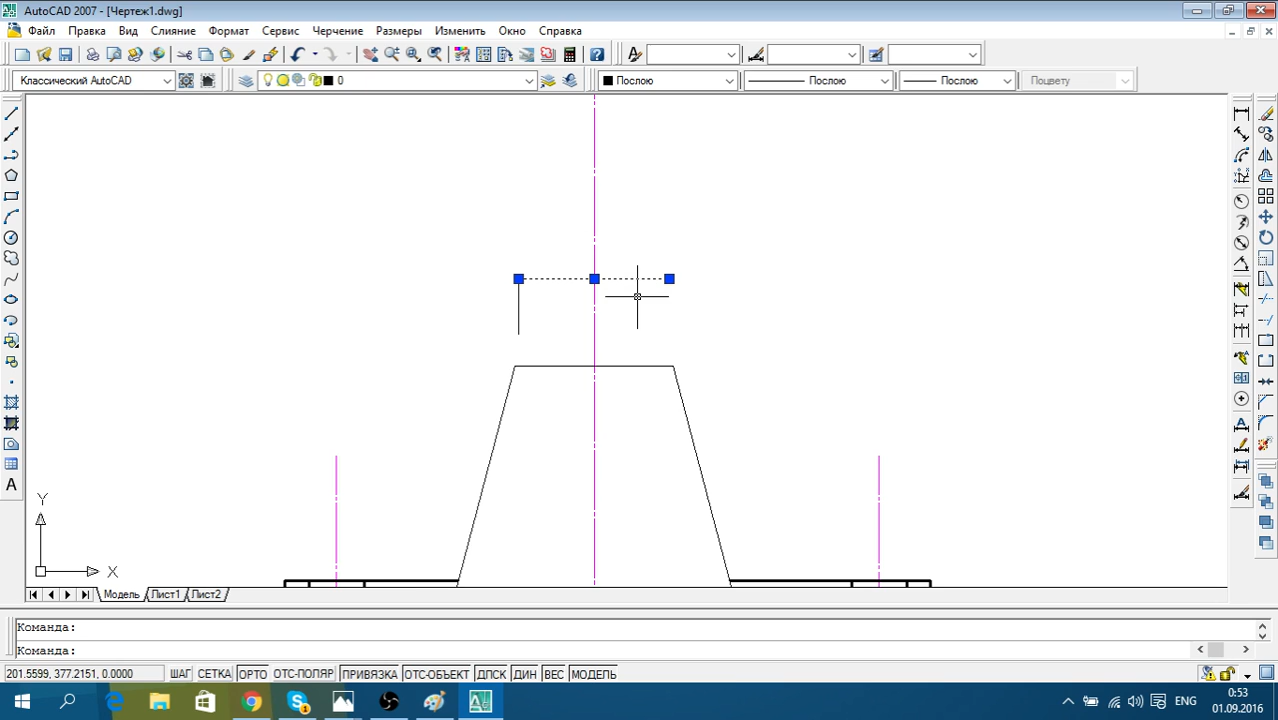 AutoCAD 2007 - [Чертеж1.dwg]
Файл Правка Вид Слияние Формат Сервис Черчение Размеры Изменить Окно Справка
Классический AutoCAD 0 Послою Послою Послою Поцвету
A
Y
X
Модель Лист1 Лист2
Команда:
Команда:
201.5599, 377.2151, 0.0000 ШАГ СЕТКА ОРТО ОТС-ПОЛЯР ПРИВЯЗКА ОТС-ОБЪЕКТ ДПСК ДИН ВЕС МОДЕЛЬ
ENG
0:53
01.09.2016